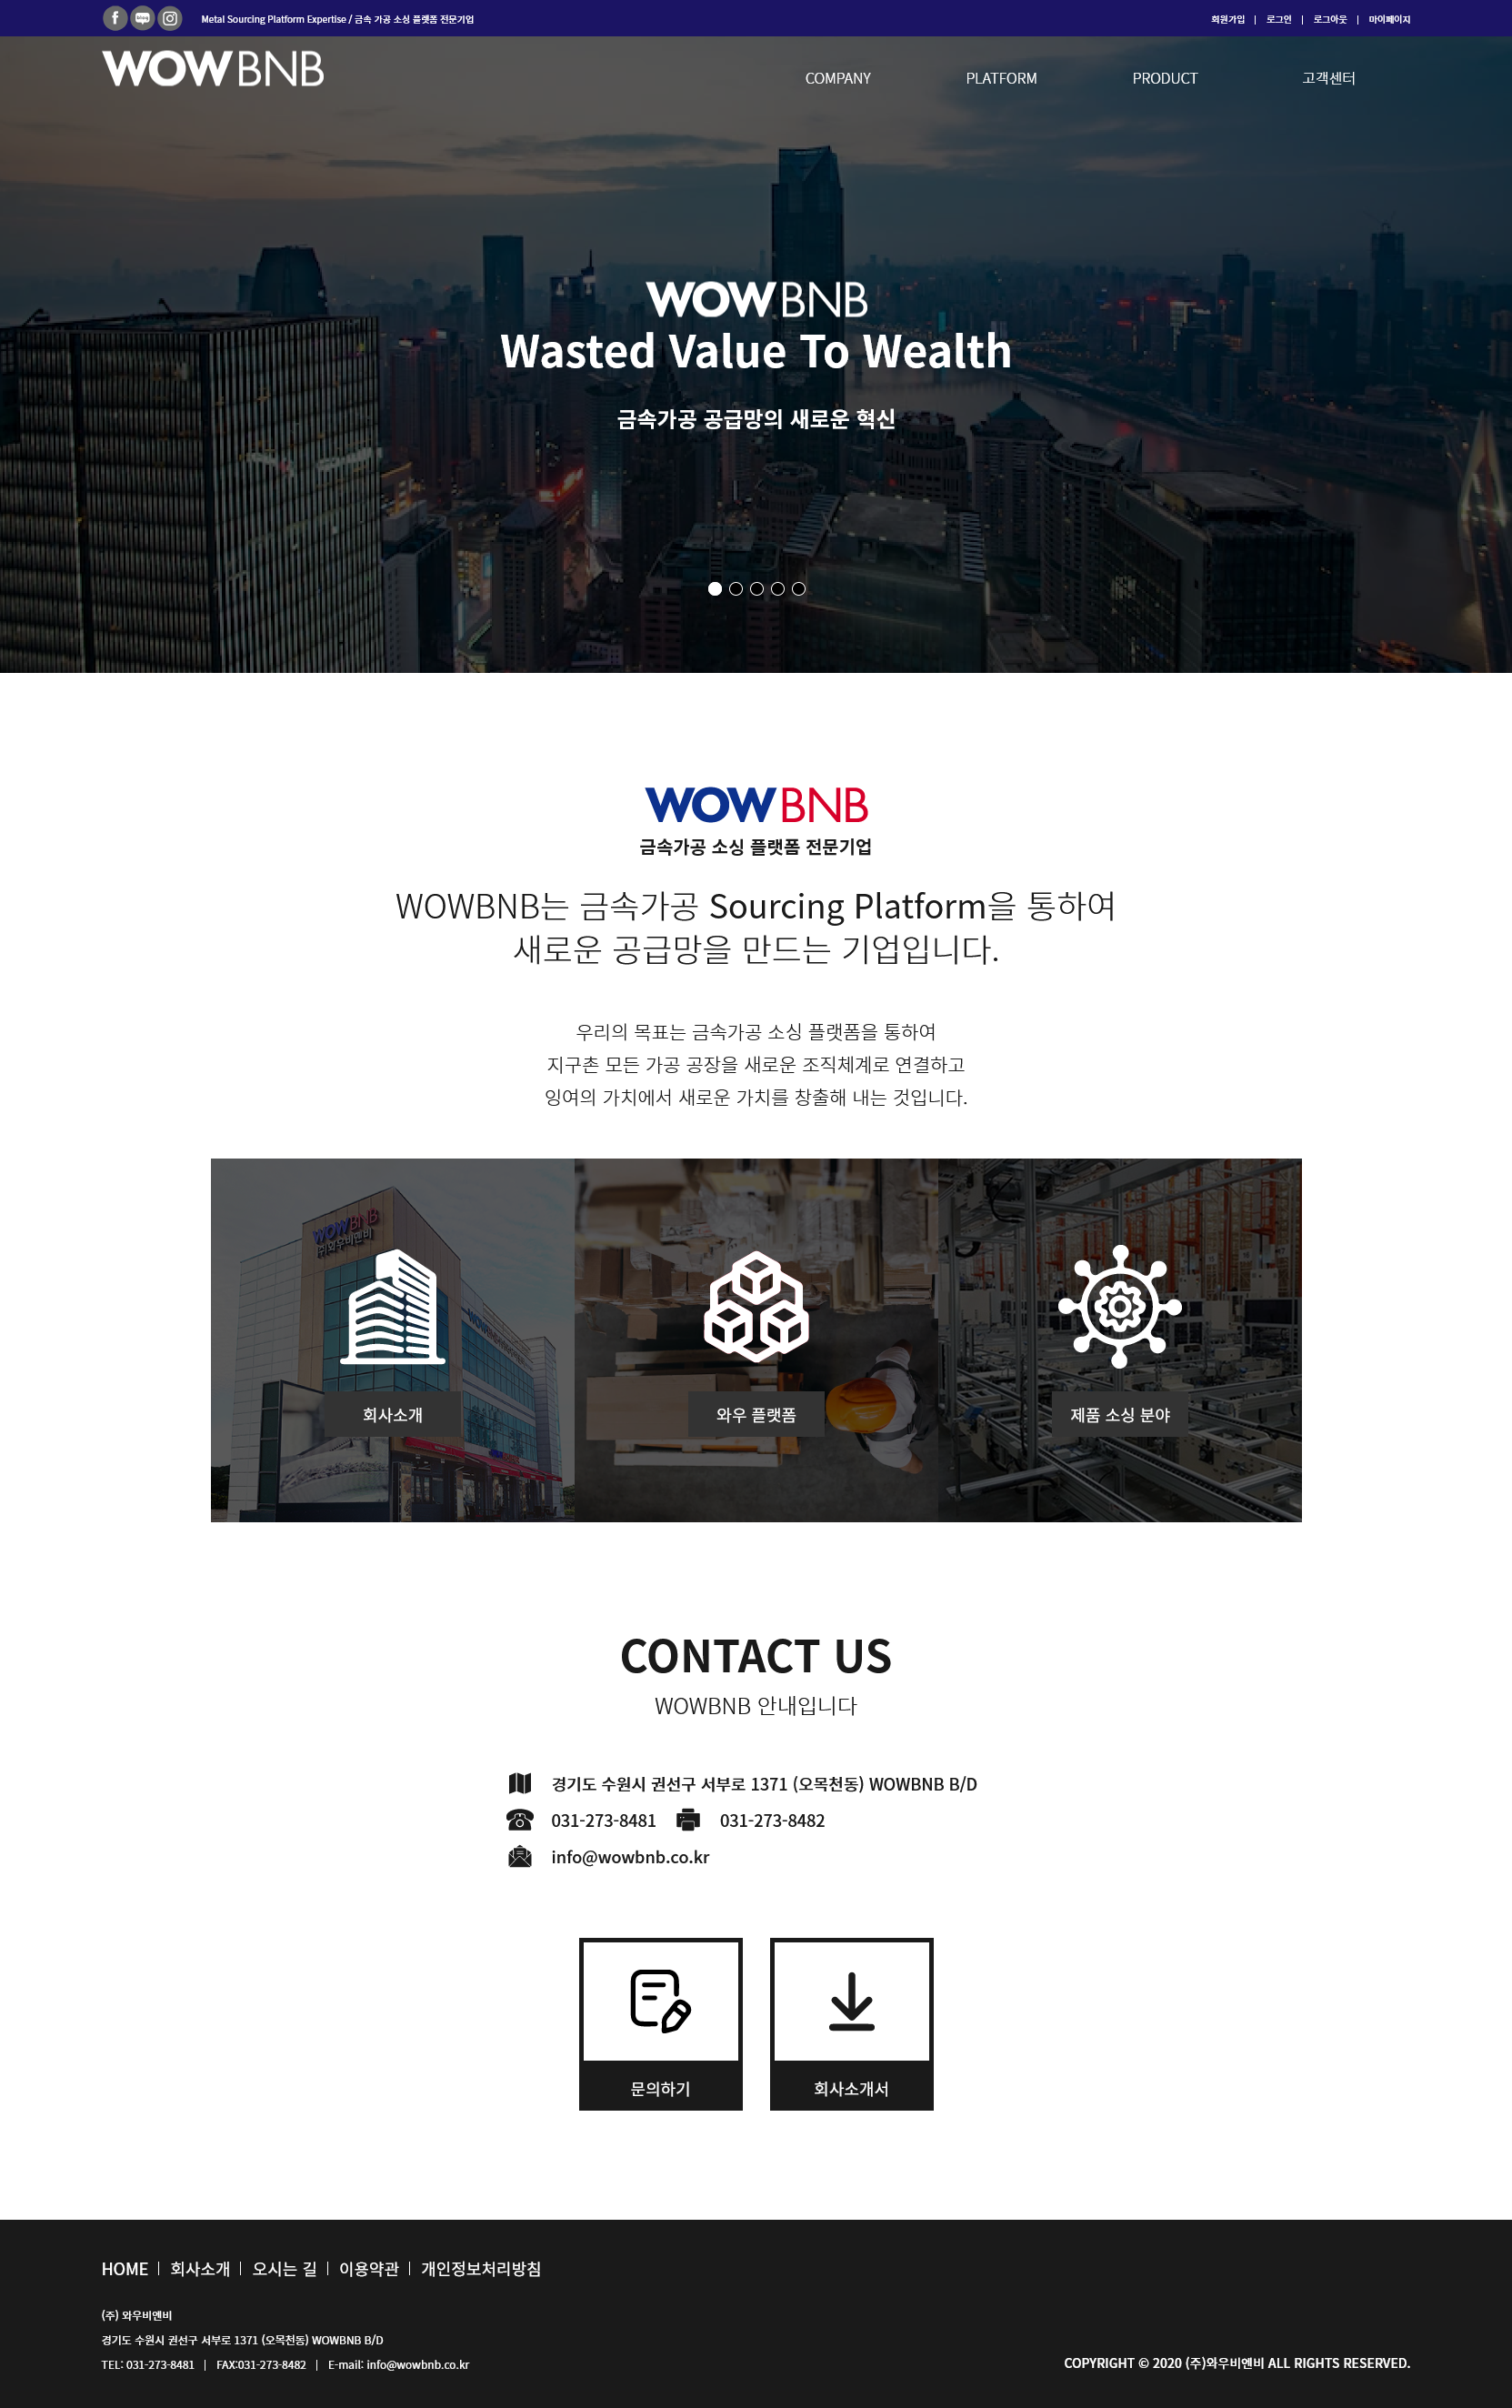 Metal Sourcing Platform Expertise / 금속 가공 소싱 플랫폼 전문기업
회원가입 | 로그인 | 로그아웃 | 마이페이지
WOWBNB
COMPANY PLATFORM PRODUCT 고객센터
WOWBNB
Wasted Value To Wealth
금속가공 공급망의 새로운 혁신
WOWBNB
금속가공 소싱 플랫폼 전문기업
WOWBNB는 금속가공 Sourcing Platform을 통하여
새로운 공급망을 만드는 기업입니다.
우리의 목표는 금속가공 소싱 플랫폼을 통하여
지구촌 모든 가공 공장을 새로운 조직체계로 연결하고
잉여의 가치에서 새로운 가치를 창출해 내는 것입니다.
WOWBNB
(주)와우비앤비
회사소개
와우 플랫폼
제품 소싱 분야
CONTACT US
WOWBNB 안내입니다
경기도 수원시 권선구 서부로 1371 (오목천동) WOWBNB B/D
031-273-8481 031-273-8482
info@wowbnb.co.kr
문의하기
회사소개서
HOME | 회사소개 | 오시는 길 | 이용약관 | 개인정보처리방침
(주) 와우비앤비
경기도 수원시 권선구 서부로 1371 (오목천동) WOWBNB B/D
TEL: 031-273-8481 | FAX:031-273-8482 | E-mail: info@wowbnb.co.kr
COPYRIGHT © 2020 (주)와우비앤비 ALL RIGHTS RESERVED.